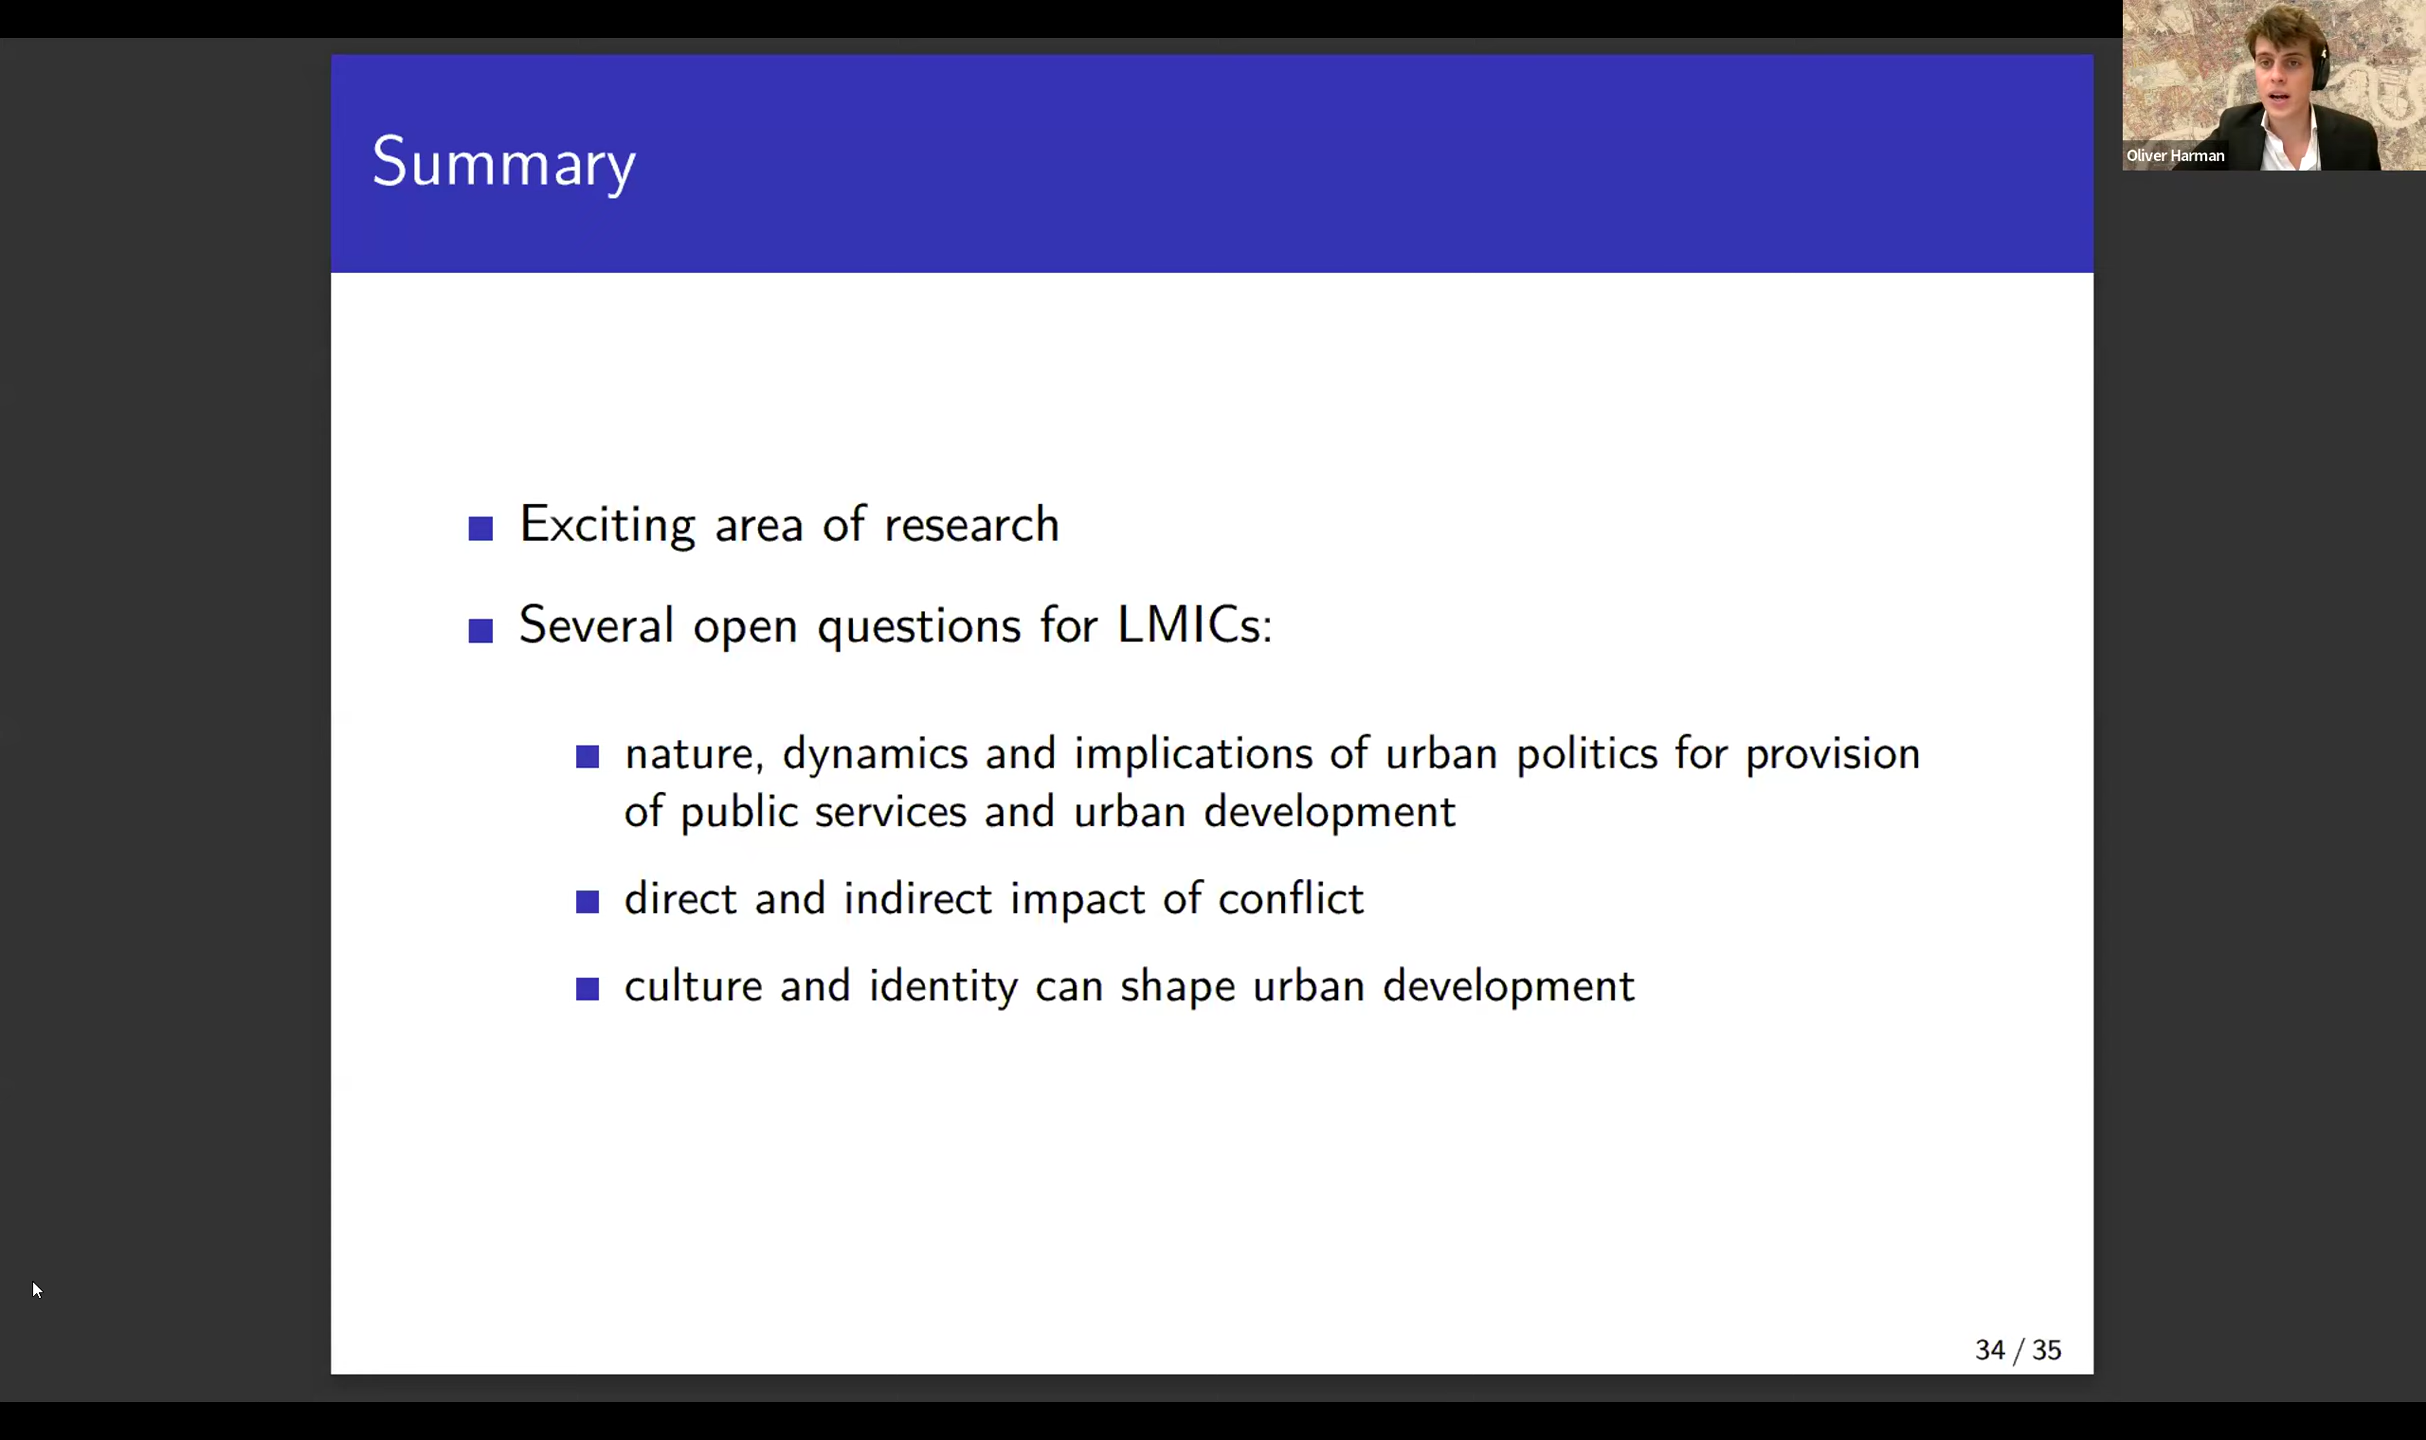 Summary
Oliver Harman
Exciting area of research
Several open questions for LMICs:
nature, dynamics and implications of urban politics for provision
of public services and urban development
direct and indirect impact of conflict
culture and identity can shape urban development
34 / 35